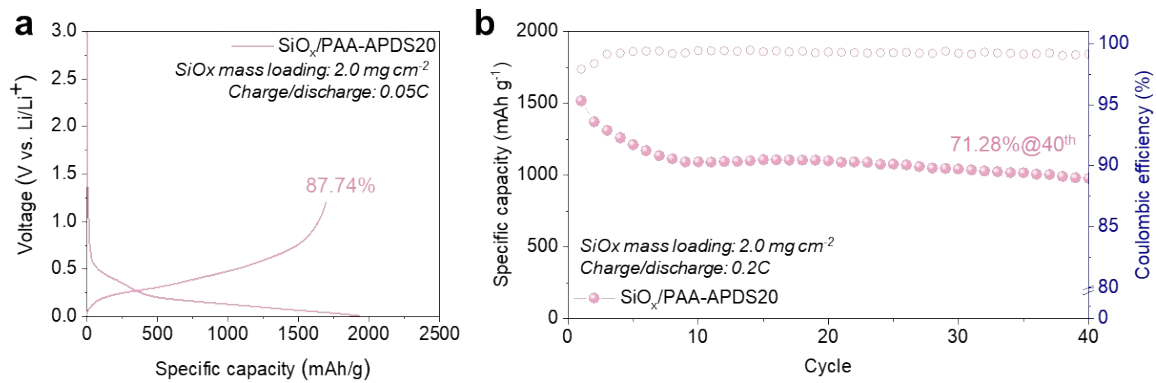 a
SiOx/PAA-APDS20
SiOx mass loading: 2.0 mg cm-2
Charge/discharge: 0.05C
87.74%
Voltage (V vs. Li/Li+)
3.0
2.5
2.0
1.5
1.0
0.5
0.0
0 500 1000 1500 2000 2500
Specific capacity (mAh/g)
b
Specific capacity (mAh g-1)
2000
1500
1000
500
0
71.28%@40th
SiOx mass loading: 2.0 mg cm-2
Charge/discharge: 0.2C
SiOx/PAA-APDS20
0 10 20 30 40
Cycle
100
95
90
85
80
0
Coulombic efficiency (%)